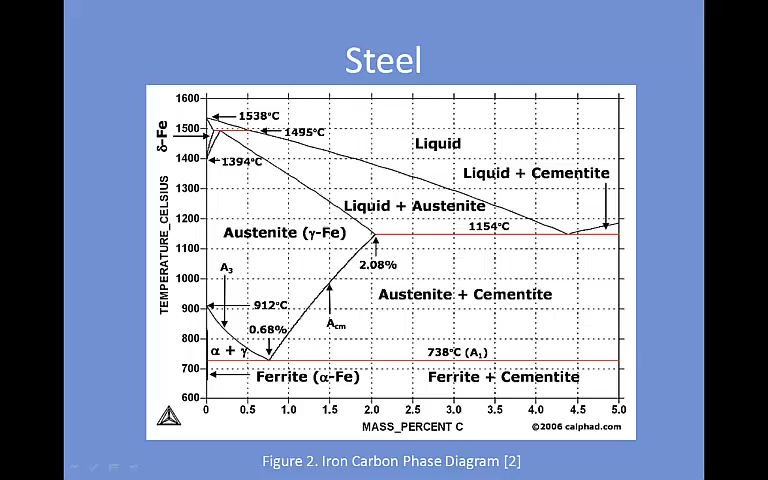 Steel
1600
1500
1400
1300
1200
1100
1000
900
800
700
600
TEMPERATURE_CELSIUS
δ-Fe
1538°C
1495°C
1394°C
Liquid
Liquid + Cementite
Liquid + Austenite
1154°C
Austenite (γ-Fe)
2.08%
A3
Austenite + Cementite
912°C
0.68%
Acm
α + γ
738°C (A1)
Ferrite (α-Fe)
Ferrite + Cementite
0 0.5 1.0 1.5 2.0 2.5 3.0 3.5 4.0 4.5 5.0
MASS_PERCENT C
©2006 calphad.com
Figure 2. Iron Carbon Phase Diagram [2]